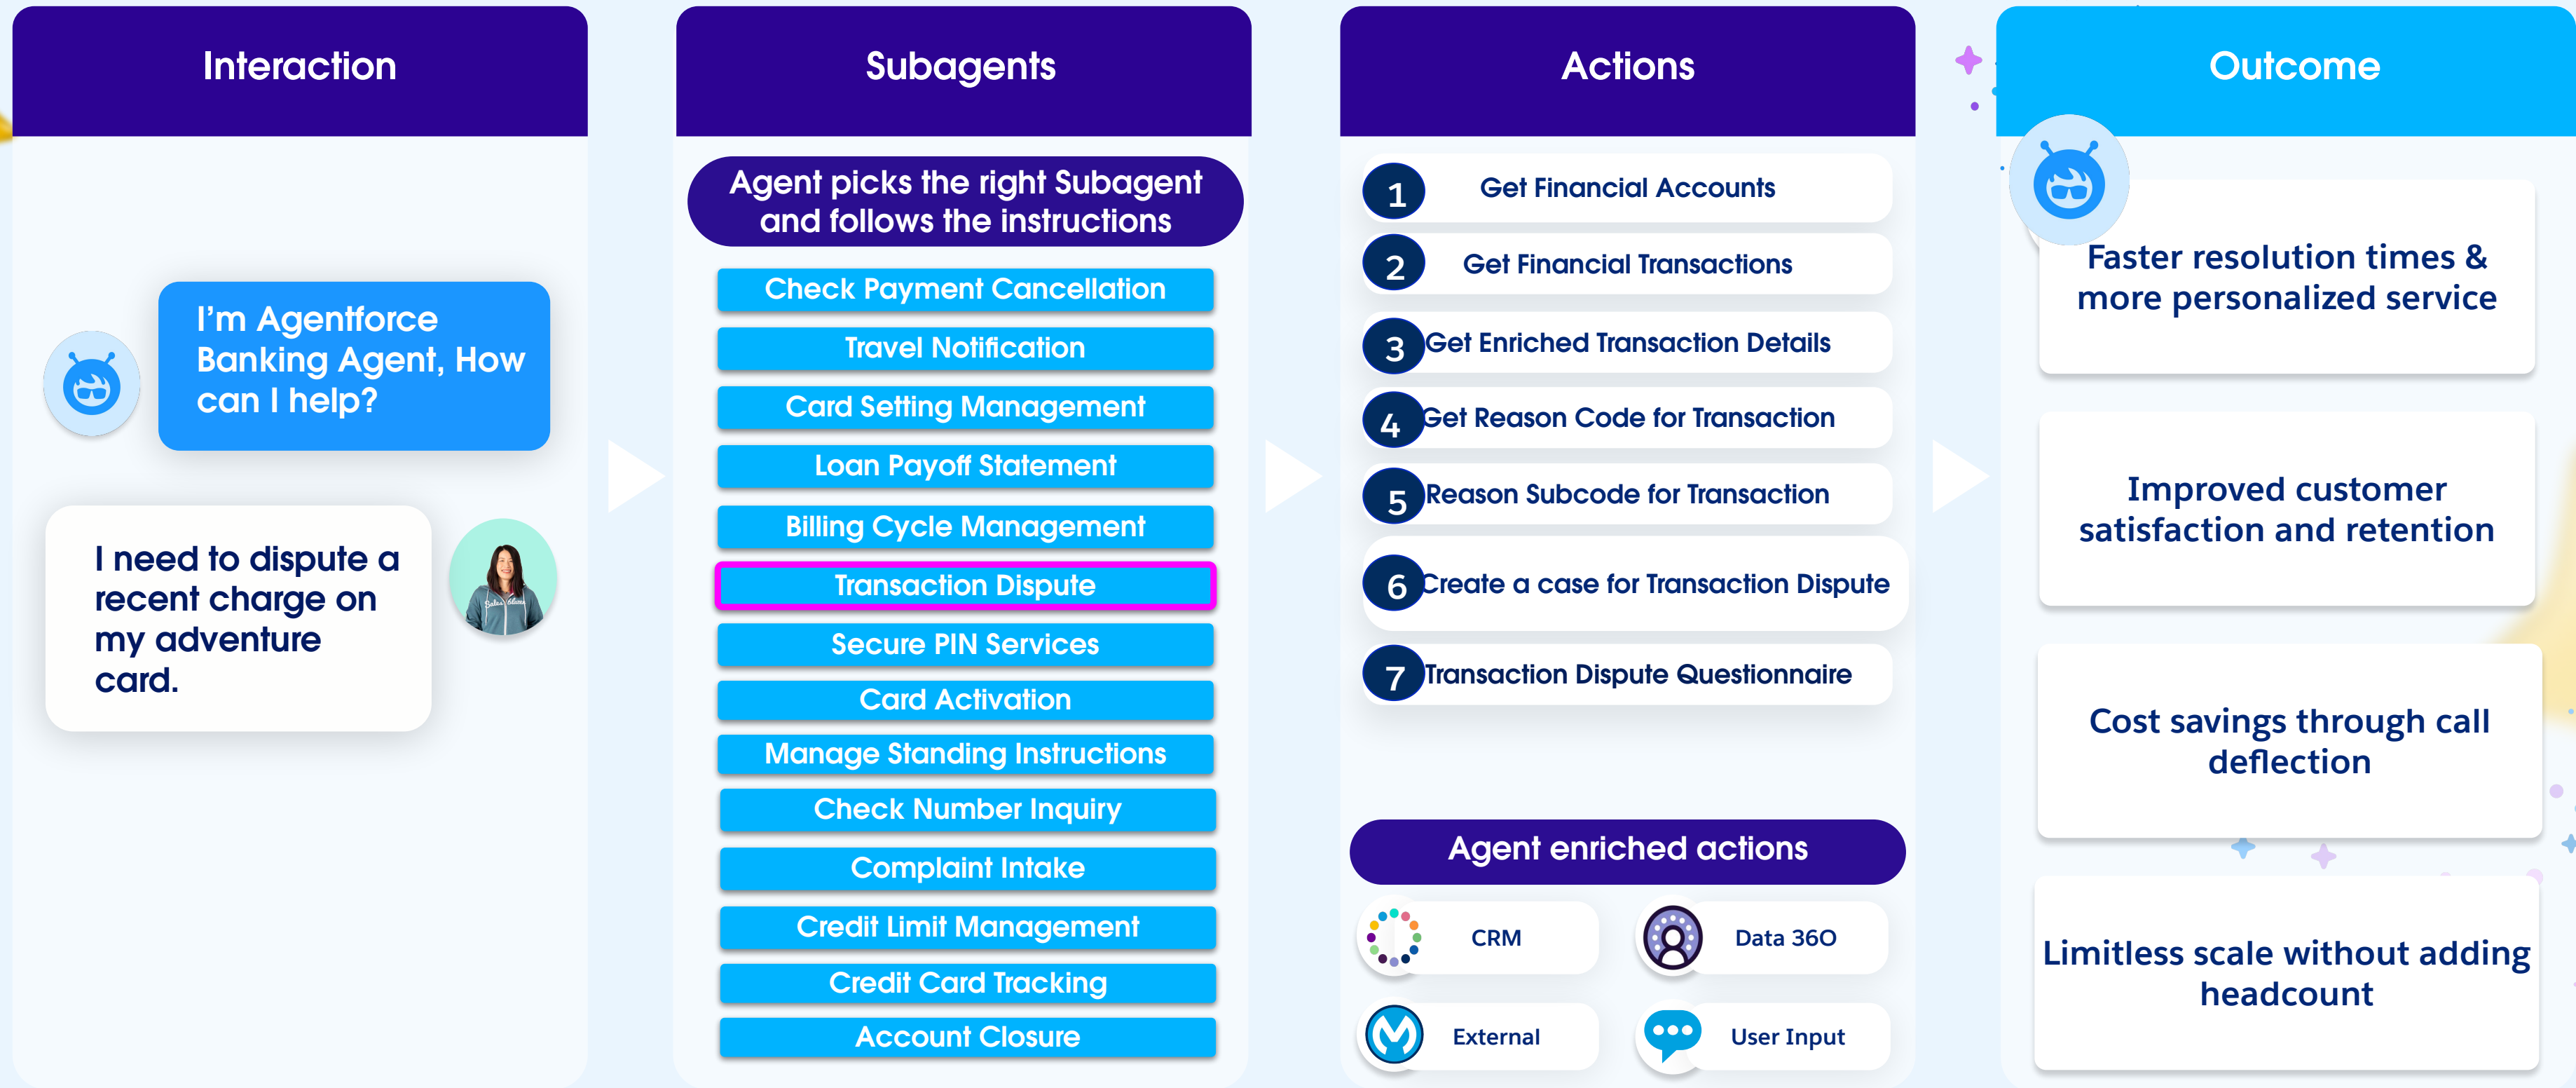 Interaction
I'm Agentforce
Banking Agent, How
can I help?
I need to dispute a
recent charge on
my adventure
card.
Subagents
Agent picks the right Subagent
and follows the instructions
Check Payment Cancellation
Travel Notification
Card Setting Management
Loan Payoff Statement
Billing Cycle Management
Transaction Dispute
Secure PIN Services
Card Activation
Manage Standing Instructions
Check Number Inquiry
Complaint Intake
Credit Limit Management
Credit Card Tracking
Account Closure
Actions
1 Get Financial Accounts
2 Get Financial Transactions
3 Get Enriched Transaction Details
4 Get Reason Code for Transaction
5 Reason Subcode for Transaction
6 Create a case for Transaction Dispute
7 Transaction Dispute Questionnaire
Agent enriched actions
CRM
Data 360
External
User Input
Outcome
Faster resolution times &
more personalized service
Improved customer
satisfaction and retention
Cost savings through call
deflection
Limitless scale without adding
headcount